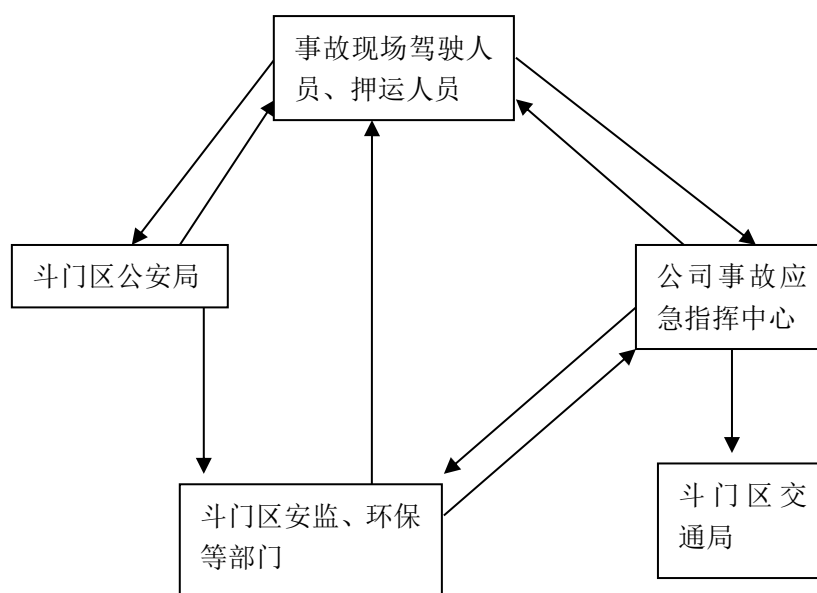 事故现场驾驶人
员、押运人员
斗门区公安局
公司事故应
急指挥中心
斗门区安监、环保
等部门
斗门区交
通局